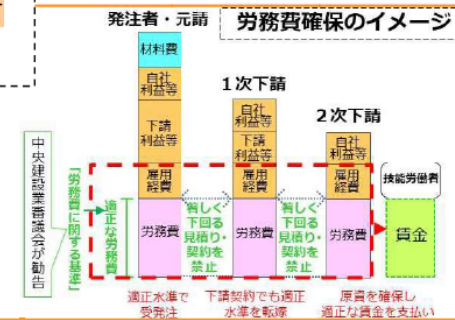 労務費確保のイメージ
発注者・元請
材料費
自社
利益等
下請
利益等
雇用
経費
労務費
1次下請
自社
利益等
下請
利益等
雇用
経費
労務費
2次下請
自社
利益等
雇用
経費
労務費
技能労働者
賃金
中央建設業審議会が勧告
「労務費に関する基準」
適正な労務費
著しく
下回る
見積り・
契約を
禁止
著しく
下回る
見積り・
契約を
禁止
適正水準で
受発注
下請契約でも適正
水準を転嫁
原資を確保し
適正な賃金を支払い